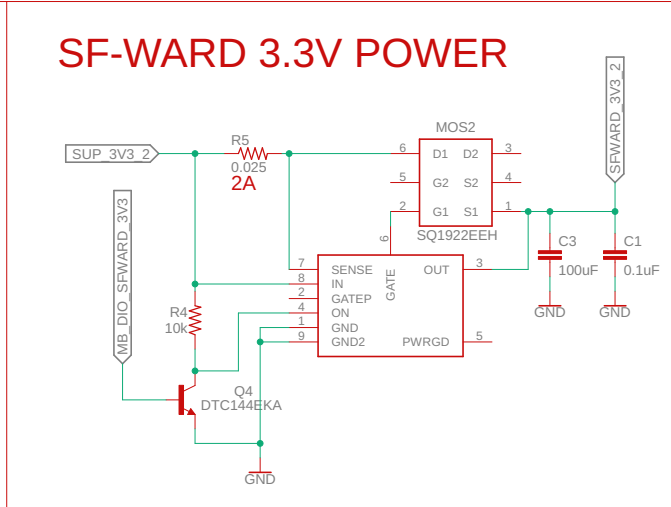 SF-WARD 3.3V POWER
SFWARD_3V3_2
MOS2
R5
SUP_3V3_2
6 D1 D2 3
0.025
2A
5 G2 S2 4
MB_DIO_SFWARD_3V3
2 G1 S1 1
SQ1922EEH
6
C3
C1
7 SENSE OUT 3
100uF
0.1uF
8 IN
GATE
2 GATEP
R4
4 ON
GND
GND
10k
1 GND
9 GND2 PWRGD 5
Q4
DTC144EKA
GND